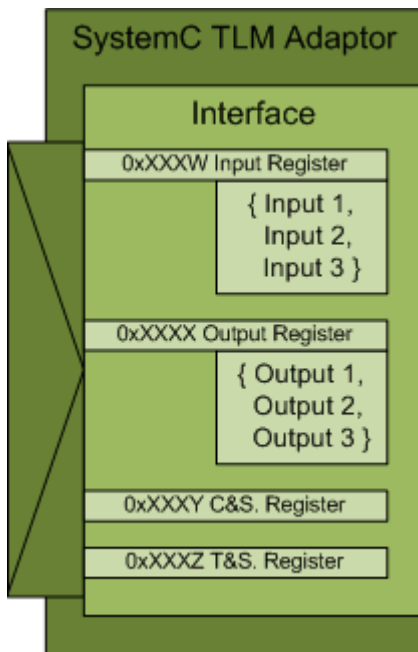 SystemC TLM Adaptor
Interface
0xXXXW Input Register
{ Input 1,
Input 2,
Input 3 }
0xXXXX Output Register
{ Output 1,
Output 2,
Output 3 }
0xXXXY C&S. Register
0xXXXZ T&S. Register